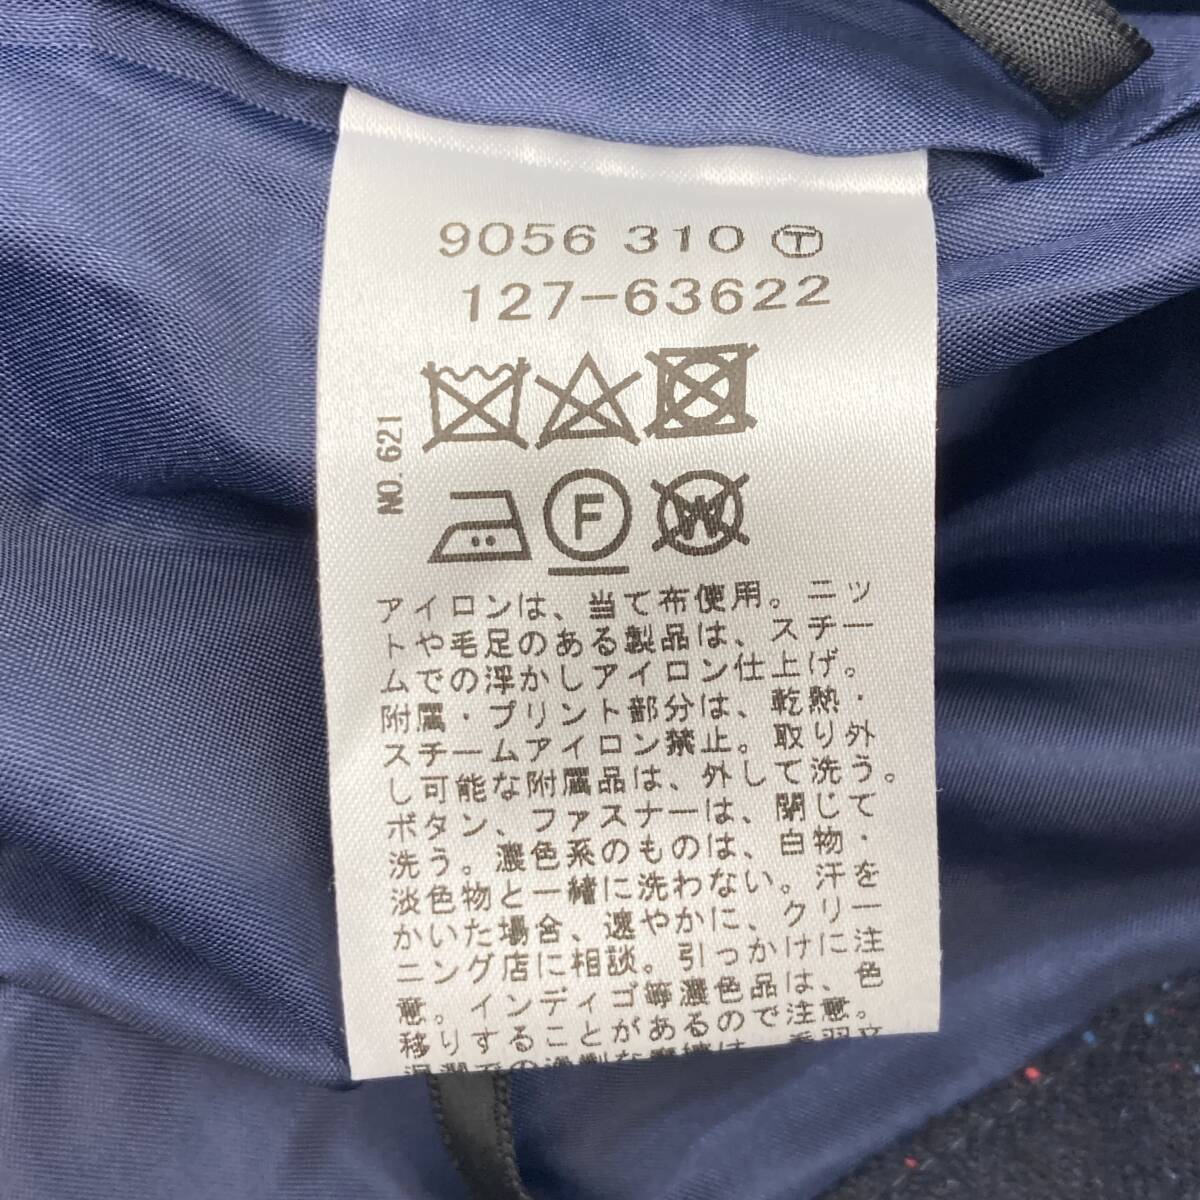 9056 310 Ⓣ
127-63622
NO. 621
F
W
アイロンは、当て布使用。ニッ
トや毛足のある製品は、スチー
ムでの浮かしアイロン仕上げ。
附属・プリント部分は、乾熱・
スチームアイロン禁止。取り外
し可能な附属品は、外して洗う。
ボタン、ファスナーは、閉じて
洗う。濃色系のものは、白物・
淡色物と一緒に洗わない。汗を
かいた場合、速やかに、クリー
ニング店に相談。引っかけに注
意。インディゴ等濃色品は、色
移りすることがあるので注意。